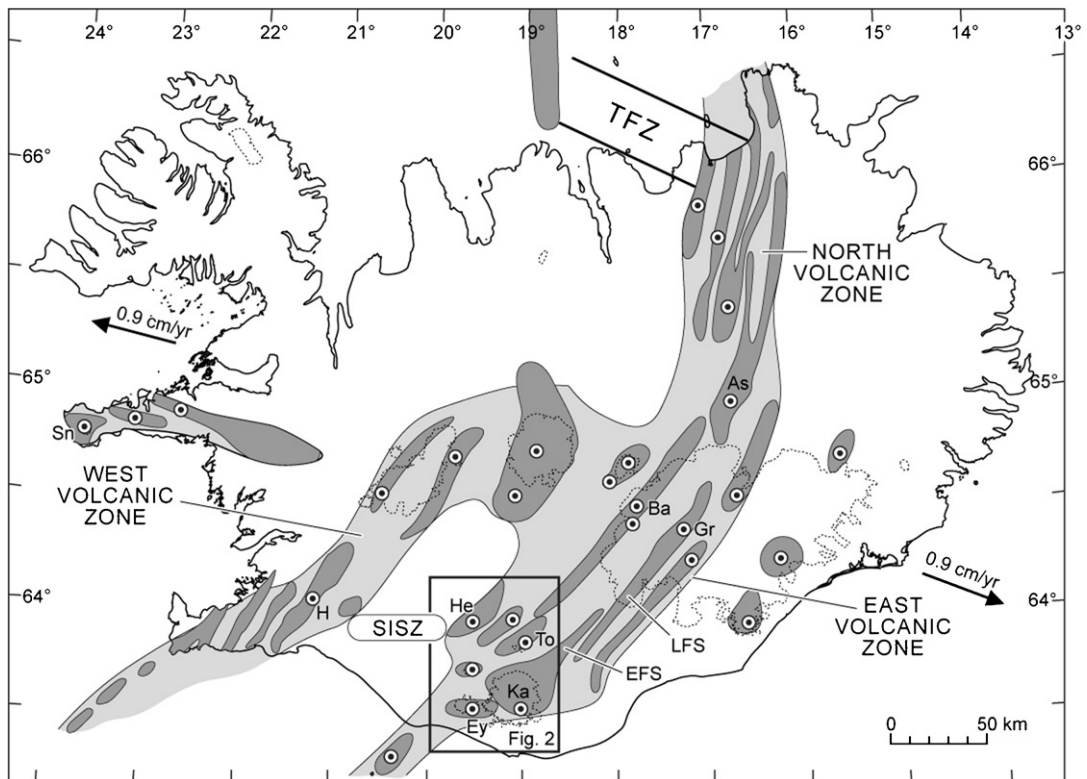 24° 23° 22° 21° 20° 19° 18° 17° 16° 15° 14° 13°
TFZ
66° 66°
NORTH
VOLCANIC
ZONE
0.9 cm/yr
65° 65°
As
Sn
WEST
VOLCANIC
ZONE
Ba
Gr
0.9 cm/yr
64° 64°
He
H
SISZ
To
EAST
VOLCANIC
ZONE
LFS
EFS
Ka
Ey
Fig. 2
0 50 km